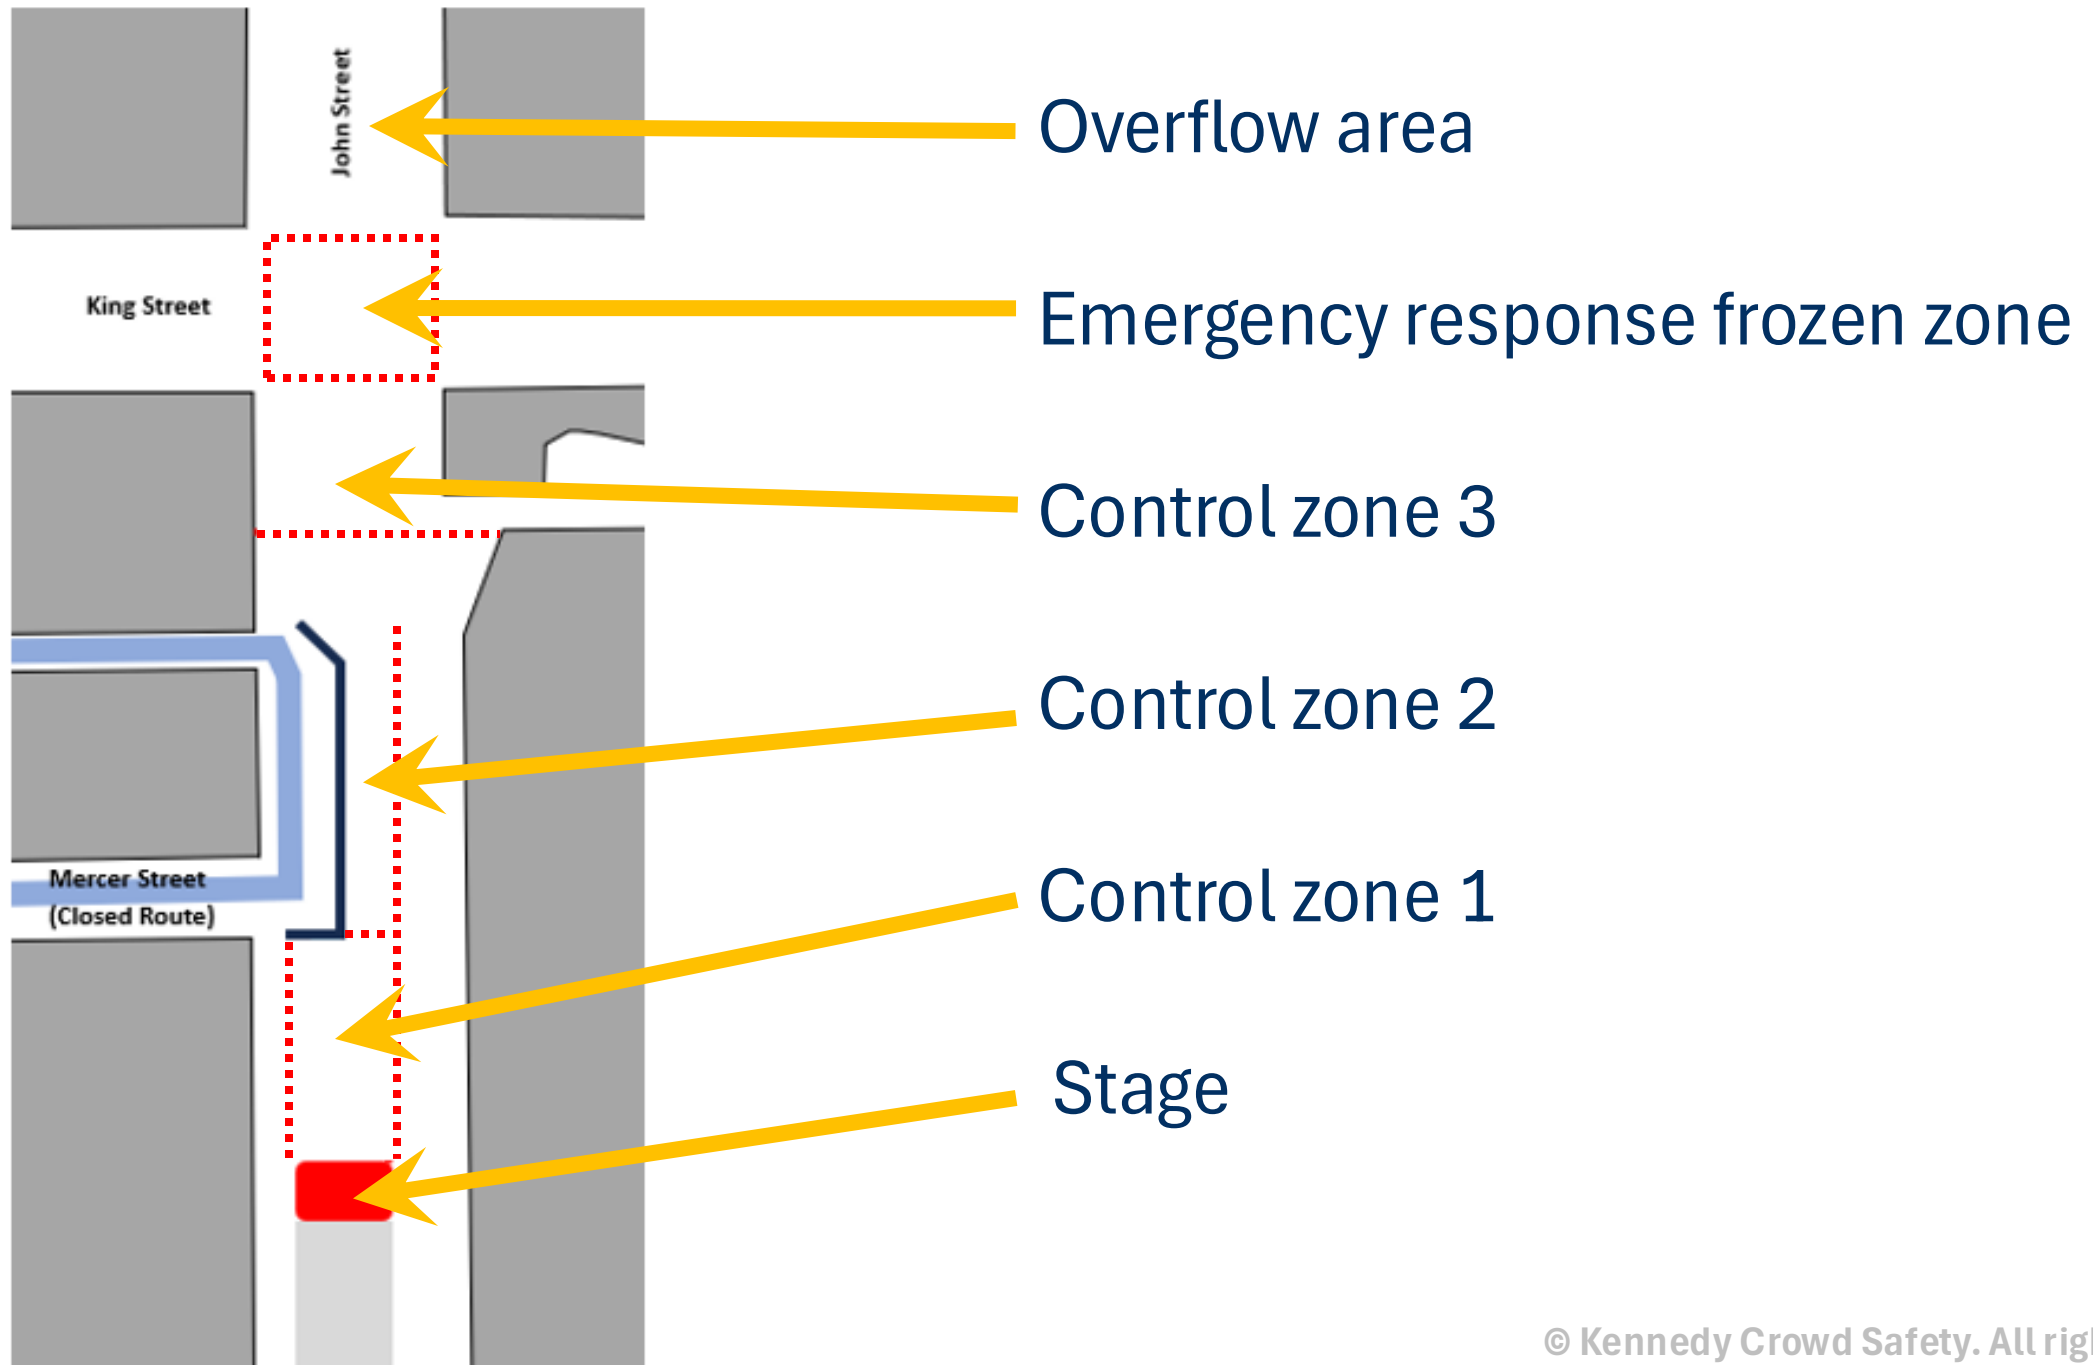 John Street
Overflow area
King Street
Emergency response frozen zone
Control zone 3
Control zone 2
Mercer Street
(Closed Route)
Control zone 1
Stage
© Kennedy Crowd Safety. All